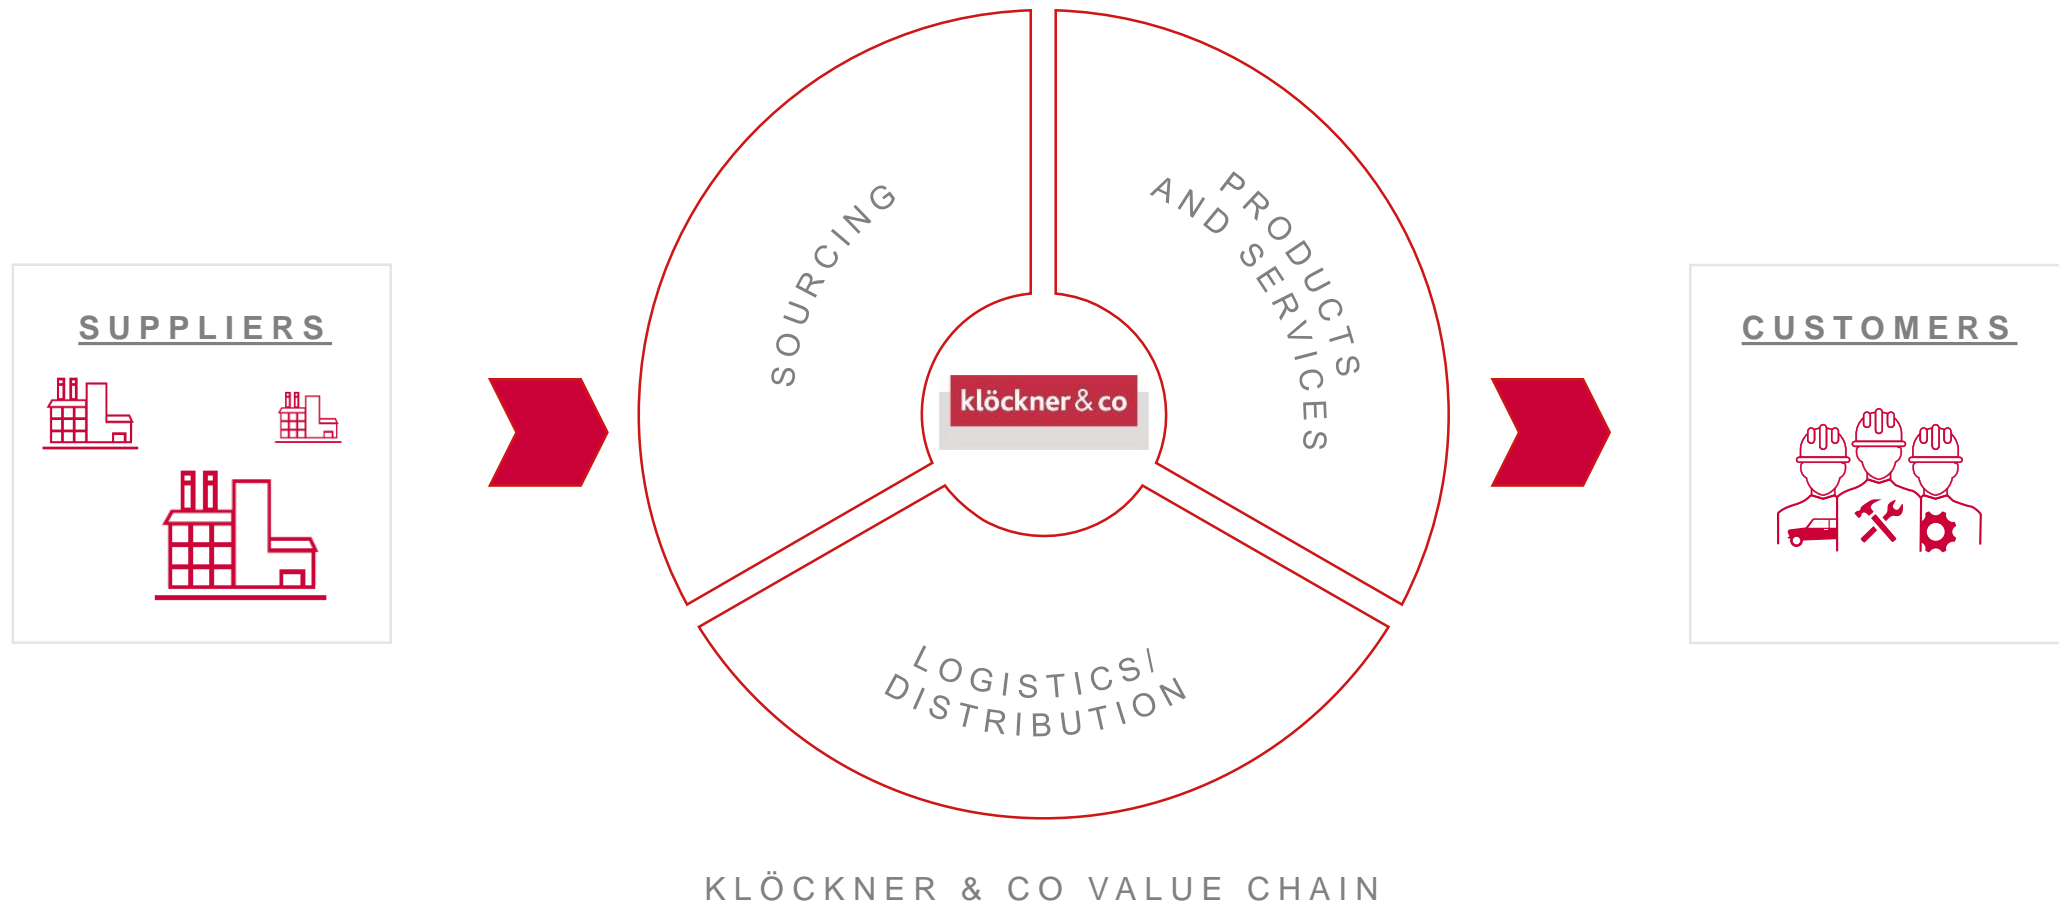 SUPPLIERS
SOURCING
PRODUCTS
AND SERVICES
klöckner & co
LOGISTICS/
DISTRIBUTION
CUSTOMERS
KLÖCKNER & CO VALUE CHAIN